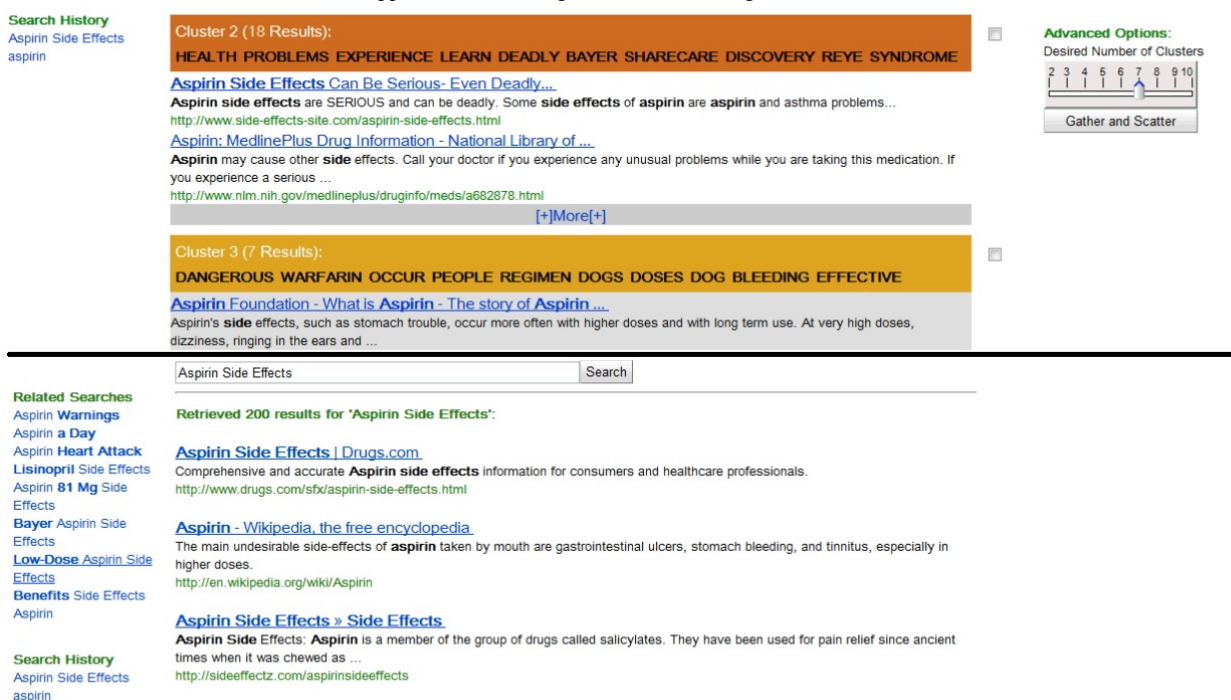 Search History
Aspirin Side Effects
aspirin
Cluster 2 (18 Results):
HEALTH PROBLEMS EXPERIENCE LEARN DEADLY BAYER SHARECARE DISCOVERY REYE SYNDROME
Aspirin Side Effects Can Be Serious- Even Deadly...
Aspirin side effects are SERIOUS and can be deadly. Some side effects of aspirin are aspirin and asthma problems...
http://www.side-effects-site.com/aspirin-side-effects.html
Aspirin: MedlinePlus Drug Information - National Library of ...
Aspirin may cause other side effects. Call your doctor if you experience any unusual problems while you are taking this medication. If
you experience a serious ...
http://www.nlm.nih.gov/medlineplus/druginfo/meds/a682878.html
[+]More[+]
Cluster 3 (7 Results):
DANGEROUS WARFARIN OCCUR PEOPLE REGIMEN DOGS DOSES DOG BLEEDING EFFECTIVE
Aspirin Foundation - What is Aspirin - The story of Aspirin ...
Aspirin's side effects, such as stomach trouble, occur more often with higher doses and with long term use. At very high doses,
dizziness, ringing in the ears and ...
Advanced Options:
Desired Number of Clusters
2 3 4 5 6 7 8 9 10
Gather and Scatter
Aspirin Side Effects
Search
Related Searches
Aspirin Warnings
Aspirin a Day
Aspirin Heart Attack
Lisinopril Side Effects
Aspirin 81 Mg Side
Effects
Bayer Aspirin Side
Effects
Low-Dose Aspirin Side
Effects
Benefits Side Effects
Aspirin
Search History
Aspirin Side Effects
aspirin
Retrieved 200 results for 'Aspirin Side Effects':
Aspirin Side Effects | Drugs.com
Comprehensive and accurate Aspirin side effects information for consumers and healthcare professionals.
http://www.drugs.com/sfx/aspirin-side-effects.html
Aspirin - Wikipedia, the free encyclopedia
The main undesirable side-effects of aspirin taken by mouth are gastrointestinal ulcers, stomach bleeding, and tinnitus, especially in
higher doses.
http://en.wikipedia.org/wiki/Aspirin
Aspirin Side Effects » Side Effects
Aspirin Side Effects: Aspirin is a member of the group of drugs called salicylates. They have been used for pain relief since ancient
times when it was chewed as ...
http://sideeffectz.com/aspirinsideeffects